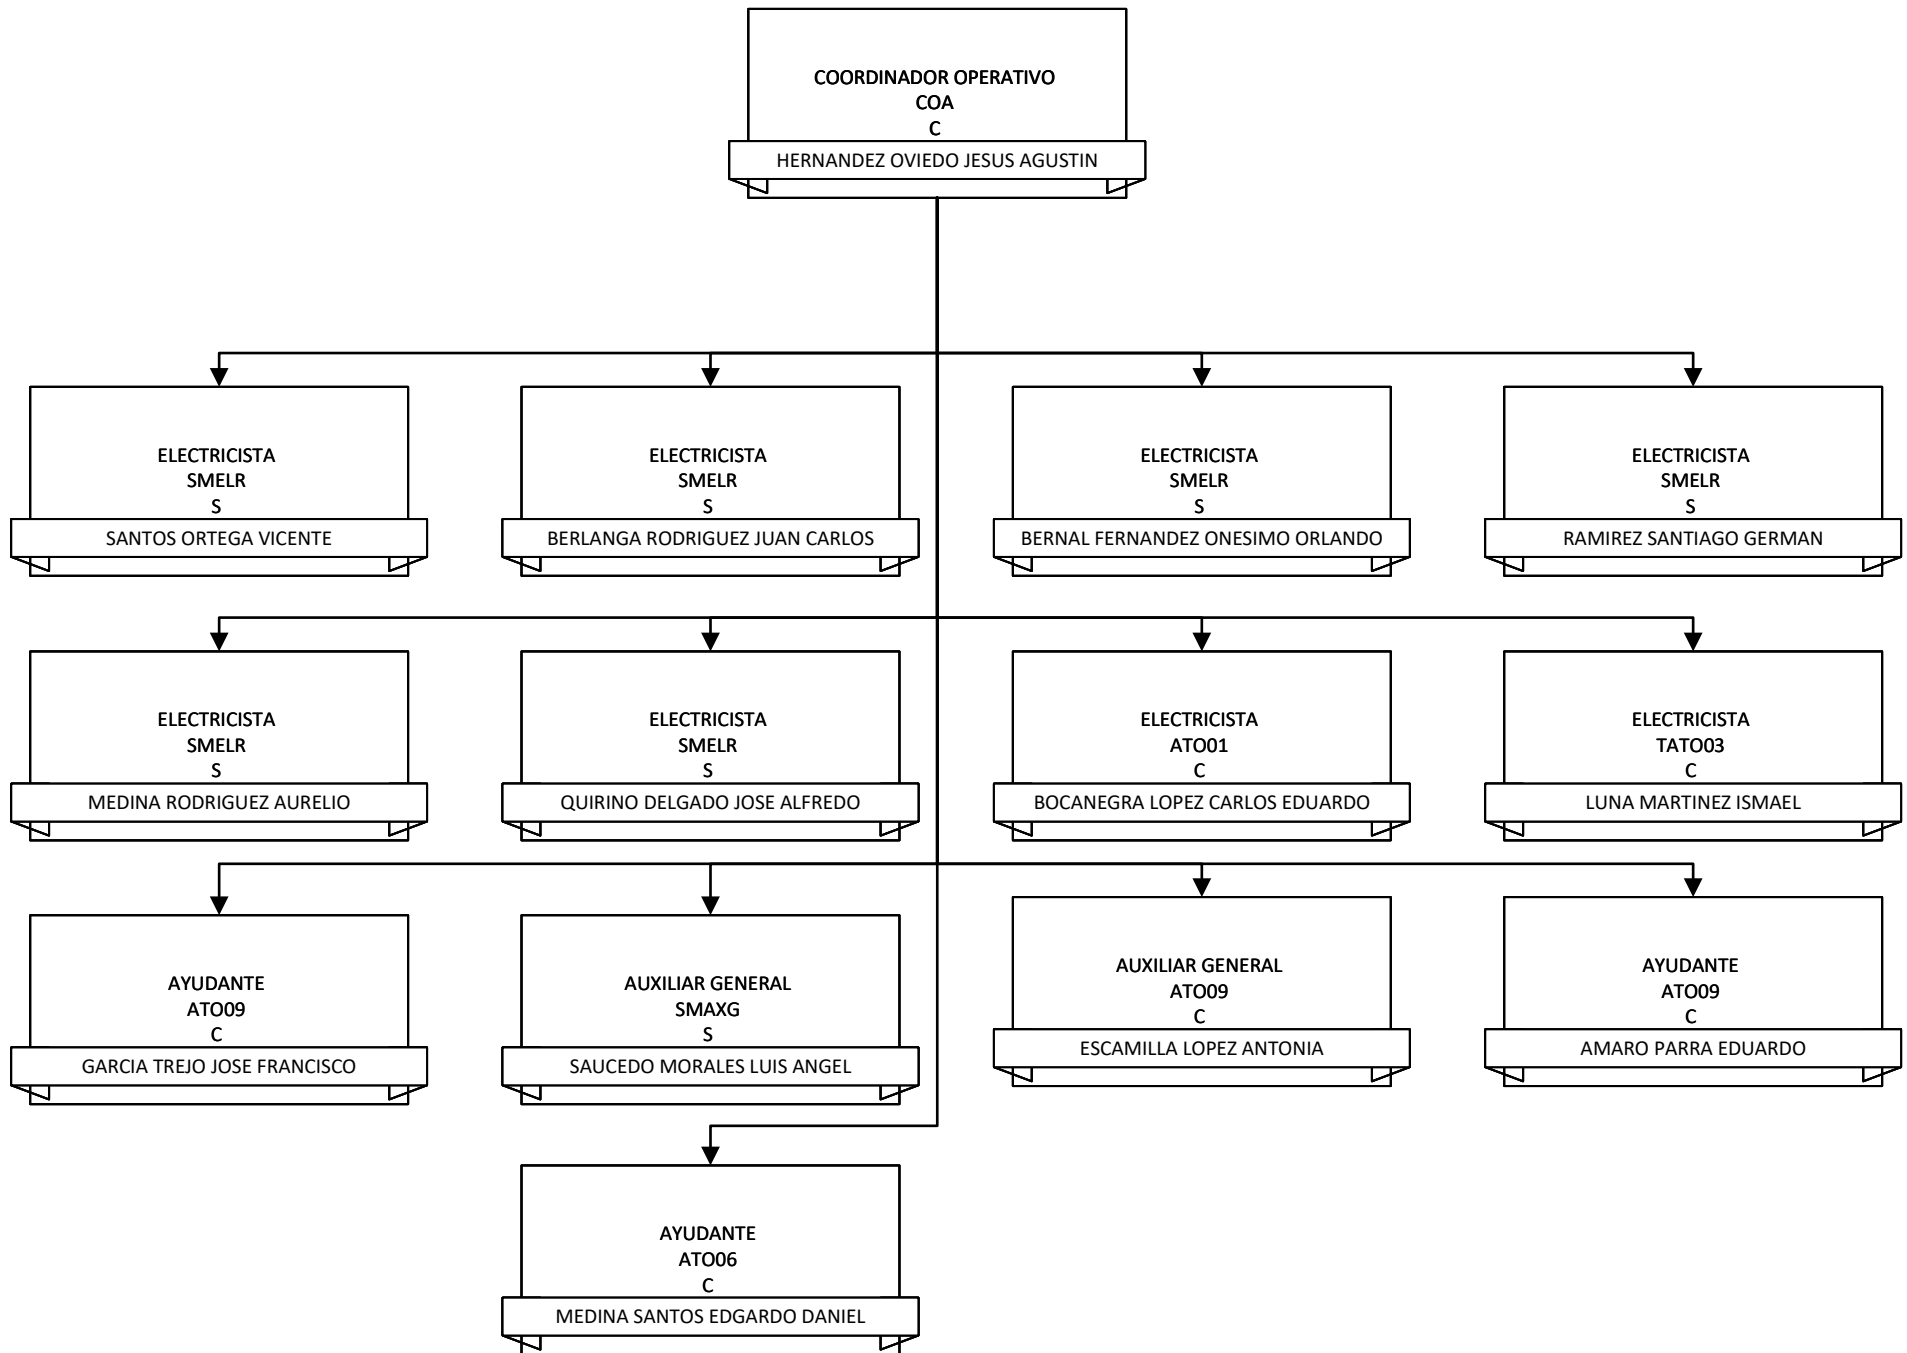 COORDINADOR OPERATIVO
COA
C
HERNANDEZ OVIEDO JESUS AGUSTIN
ELECTRICISTA
SMELR
S
SANTOS ORTEGA VICENTE
ELECTRICISTA
SMELR
S
BERLANGA RODRIGUEZ JUAN CARLOS
ELECTRICISTA
SMELR
S
BERNAL FERNANDEZ ONESIMO ORLANDO
ELECTRICISTA
SMELR
S
RAMIREZ SANTIAGO GERMAN
ELECTRICISTA
SMELR
S
MEDINA RODRIGUEZ AURELIO
ELECTRICISTA
SMELR
S
QUIRINO DELGADO JOSE ALFREDO
ELECTRICISTA
ATO01
C
BOCANEGRA LOPEZ CARLOS EDUARDO
ELECTRICISTA
TATO03
C
LUNA MARTINEZ ISMAEL
AYUDANTE
ATO09
C
GARCIA TREJO JOSE FRANCISCO
AUXILIAR GENERAL
SMAXG
S
SAUCEDO MORALES LUIS ANGEL
AUXILIAR GENERAL
ATO09
C
ESCAMILLA LOPEZ ANTONIA
AYUDANTE
ATO09
C
AMARO PARRA EDUARDO
AYUDANTE
ATO06
C
MEDINA SANTOS EDGARDO DANIEL